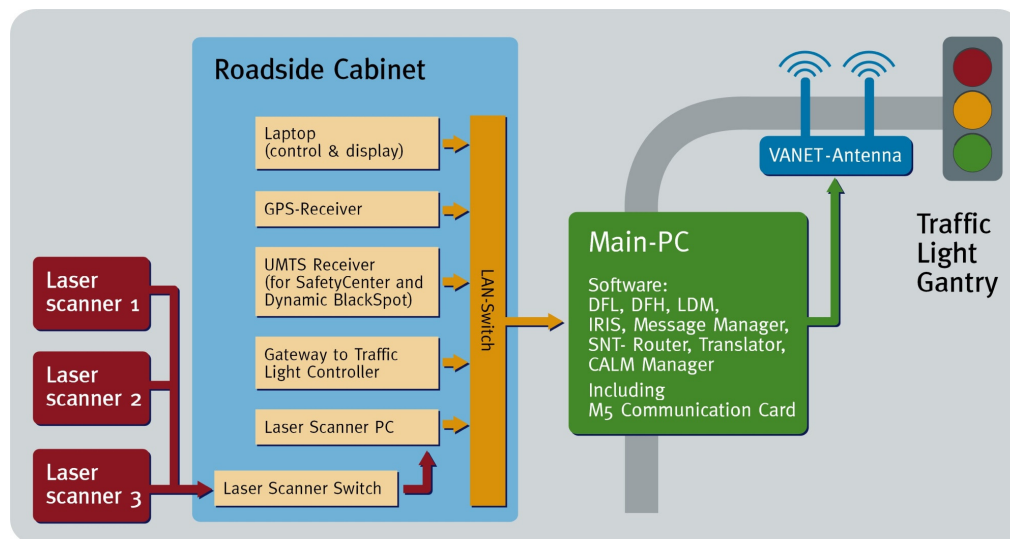 Roadside Cabinet
Laptop
(control & display)
GPS-Receiver
UMTS Receiver
(for SafetyCenter and
Dynamic BlackSpot)
Gateway to Traffic
Light Controller
Laser Scanner PC
Laser Scanner Switch
LAN-Switch
Laser
scanner 1
Laser
scanner 2
Laser
scanner 3
Main-PC
Software:
DFL, DFH, LDM,
IRIS, Message Manager,
SNT- Router, Translator,
CALM Manager
Including
M5 Communication Card
VANET-Antenna
Traffic
Light
Gantry